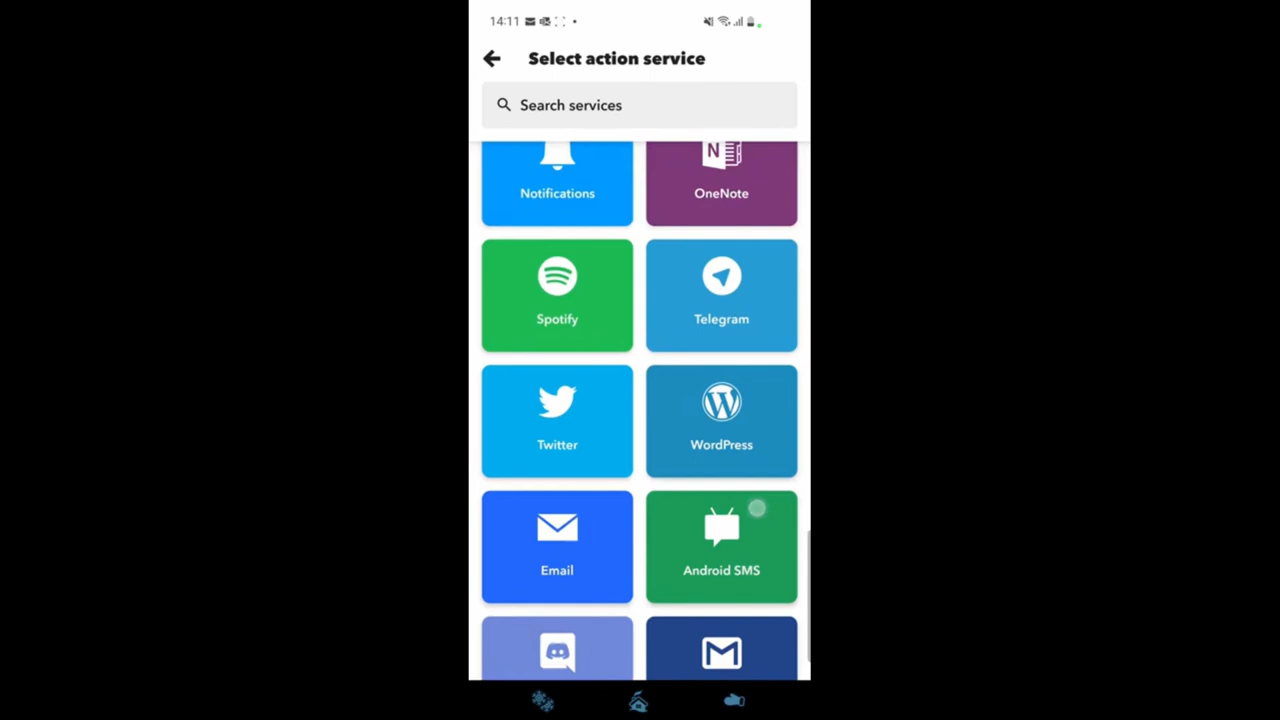 14:11
Select action service
Search services
Notifications
N
OneNote
Spotify
Telegram
Twitter
W
WordPress
Email
Android SMS
M